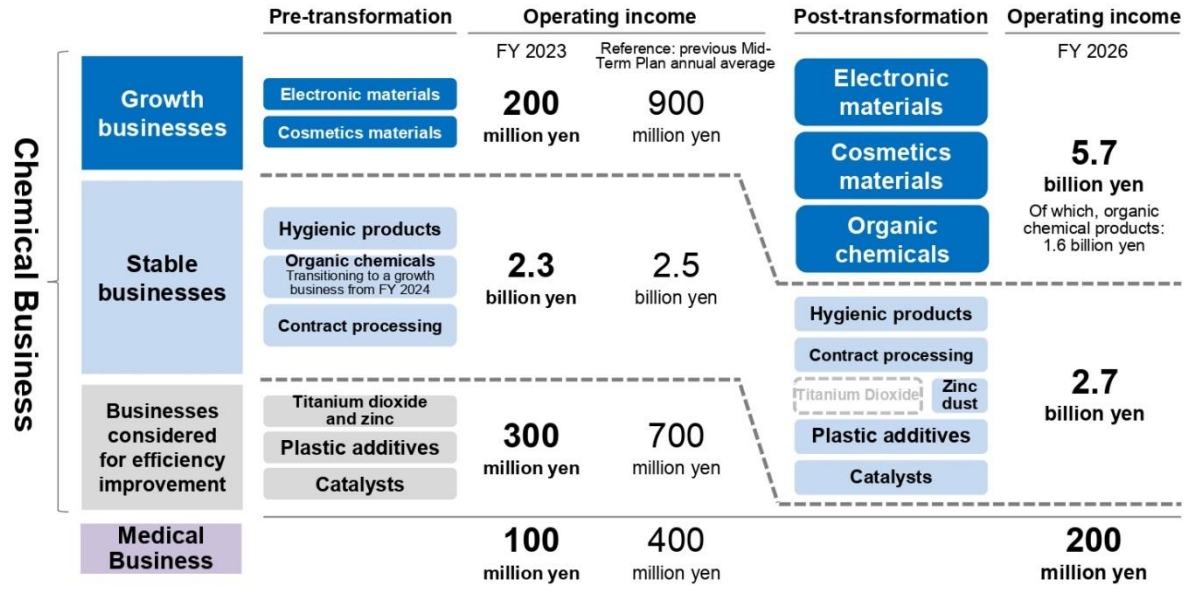 Pre-transformation
Operating income
Post-transformation
Operating income
FY 2023
Reference: previous Mid-
Term Plan annual average
FY 2026
Chemical Business
Growth
businesses
Electronic materials
Cosmetics materials
200
million yen
900
million yen
Electronic
materials
Cosmetics
materials
Organic
chemicals
5.7
billion yen
Of which, organic
chemical products:
1.6 billion yen
Stable
businesses
Hygienic products
Organic chemicals
Transitioning to a growth
business from FY 2024
Contract processing
2.3
billion yen
2.5
billion yen
Hygienic products
Contract processing
Titanium Dioxide
Zinc
dust
Plastic additives
Catalysts
2.7
billion yen
Businesses
considered
for efficiency
improvement
Titanium dioxide
and zinc
Plastic additives
Catalysts
300
million yen
700
million yen
Medical
Business
100
million yen
400
million yen
200
million yen